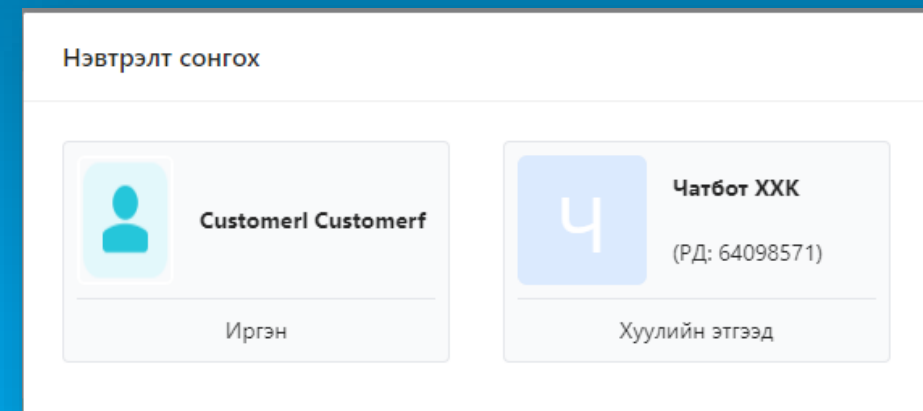 Нэвтрэлт сонгох
Customerl Customerf
Иргэн
Ч
Чатбот ХХК
(РД: 64098571)
Хуулийн этгээд